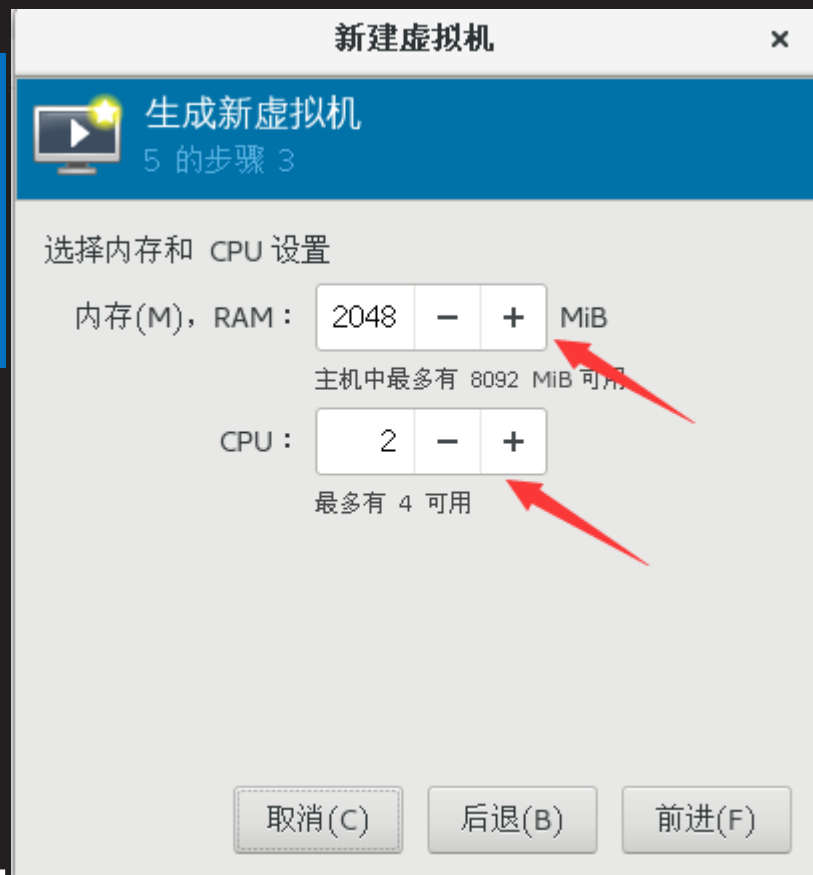 新建虚拟机
生成新虚拟机
5 的步骤 3
选择内存和 CPU 设置
内存(M)，RAM： 2048 − + MiB
主机中最多有 8092 MiB 可用
CPU： 2 − +
最多有 4 可用
取消(C) 后退(B) 前进(F)